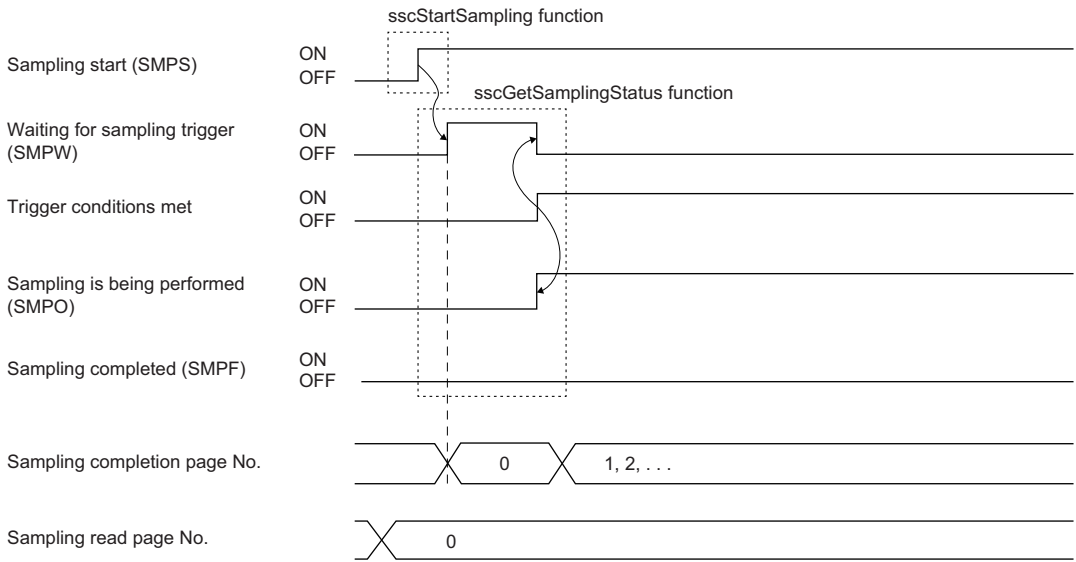 sscStartSampling function
Sampling start (SMPS)
ON
OFF
sscGetSamplingStatus function
Waiting for sampling trigger
(SMPW)
ON
OFF
Trigger conditions met
ON
OFF
Sampling is being performed
(SMPO)
ON
OFF
Sampling completed (SMPF)
ON
OFF
Sampling completion page No.
0
1, 2, . . .
Sampling read page No.
0